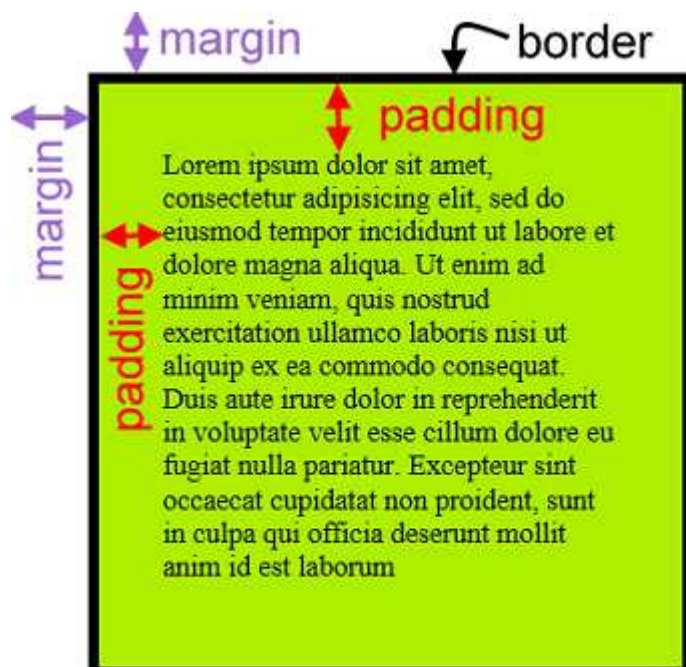 margin
border
padding
margin
padding
Lorem ipsum dolor sit amet,
consectetur adipisicing elit, sed do
eiusmod tempor incididunt ut labore et
dolore magna aliqua. Ut enim ad
minim veniam, quis nostrud
exercitation ullamco laboris nisi ut
aliquip ex ea commodo consequat.
Duis aute irure dolor in reprehenderit
in voluptate velit esse cillum dolore eu
fugiat nulla pariatur. Excepteur sint
occaecat cupidatat non proident, sunt
in culpa qui officia deserunt mollit
anim id est laborum